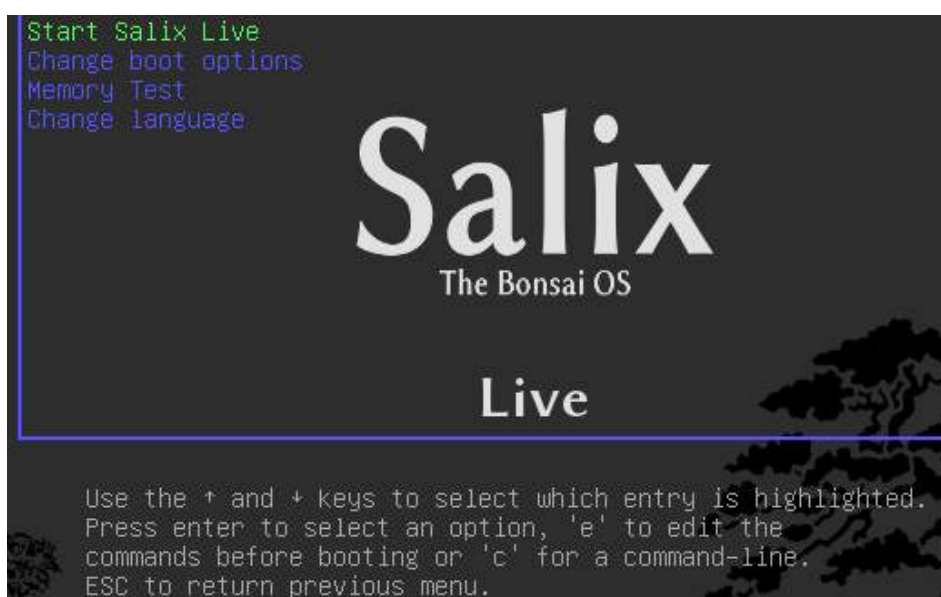 Start Salix Live
Change boot options
Memory Test
Change language
Salix
The Bonsai OS
Live
Use the ↑ and ↓ keys to select which entry is highlighted.
Press enter to select an option, 'e' to edit the
commands before booting or 'c' for a command-line.
ESC to return previous menu.